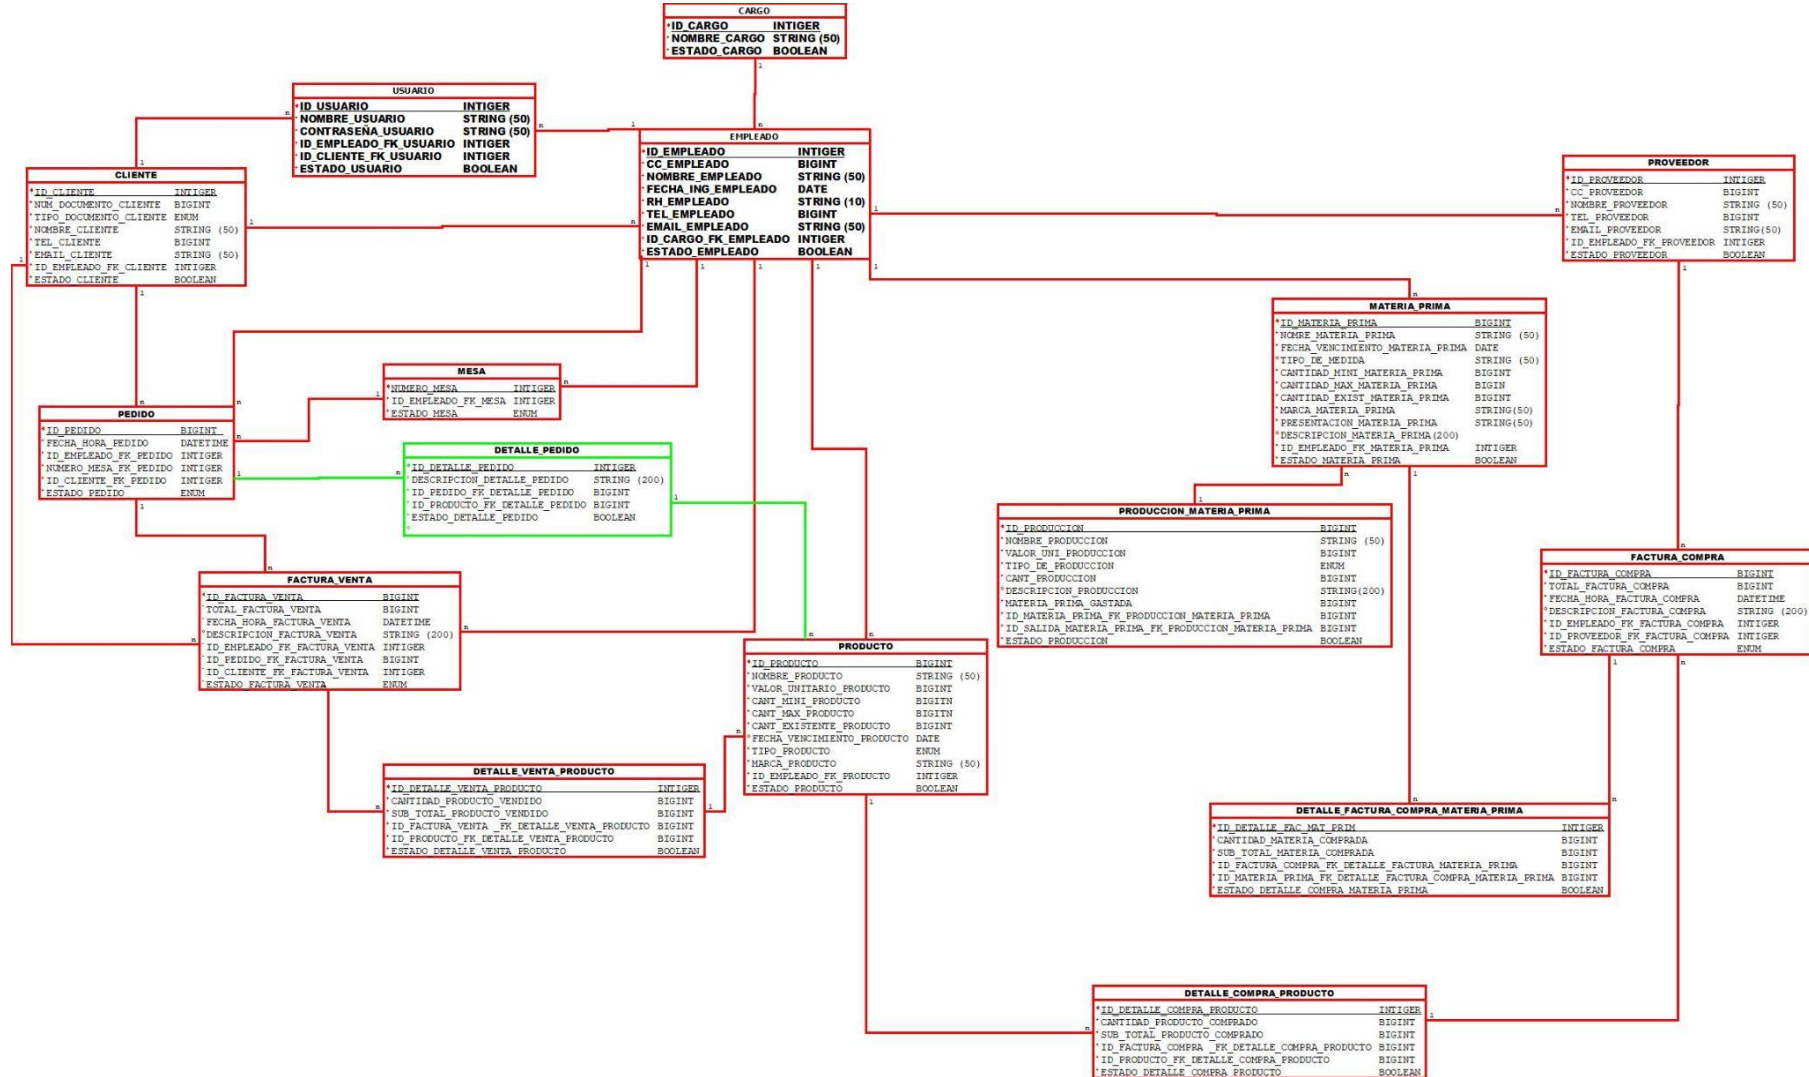 CARGO
*ID_CARGO INTIGER
*NOMBRE_CARGO STRING (50)
*ESTADO_CARGO BOOLEAN
USUARIO
*ID_USUARIO INTIGER
*NOMBRE_USUARIO STRING (50)
*CONTRASEÑA_USUARIO STRING (50)
*ID_EMPLEADO_FK_USUARIO INTIGER
*ID_CLIENTE_FK_USUARIO INTIGER
*ESTADO_USUARIO BOOLEAN
EMPLEADO
*ID_EMPLEADO INTIGER
*CC_EMPLEADO BIGINT
*NOMBRE_EMPLEADO STRING (50)
*FECHA_ING_EMPLEADO DATE
*RH_EMPLEADO STRING (10)
*TEL_EMPLEADO BIGINT
*EMAIL_EMPLEADO STRING (50)
*ID_CARGO_FK_EMPLEADO INTIGER
*ESTADO_EMPLEADO BOOLEAN
CLIENTE
*ID_CLIENTE INTIGER
*NUM_DOCUMENTO_CLIENTE BIGINT
*TIPO_DOCUMENTO_CLIENTE ENUM
*NOMBRE_CLIENTE STRING (50)
*TEL_CLIENTE BIGINT
*EMAIL_CLIENTE STRING (50)
*ID_EMPLEADO_FK_CLIENTE INTIGER
*ESTADO_CLIENTE BOOLEAN
PROVEEDOR
*ID_PROVEEDOR INTIGER
*CC_PROVEEDOR BIGINT
*NOMBRE_PROVEEDOR STRING (50)
*TEL_PROVEEDOR BIGINT
*EMAIL_PROVEEDOR STRING(50)
*ID_EMPLEADO_FK_PROVEEDOR INTIGER
*ESTADO_PROVEEDOR BOOLEAN
MATERIA_PRIMA
*ID_MATERIA_PRIMA BIGINT
*NOMRE_MATERIA_PRIMA STRING (50)
*FECHA_VENCIMIENTO_MATERIA_PRIMA DATE
°TIPO_DE_MEDIDA STRING (50)
*CANTIDAD_MINI_MATERIA_PRIMA BIGINT
*CANTIDAD_MAX_MATERIA_PRIMA BIGIN
*CANTIDAD_EXIST_MATERIA_PRIMA BIGINT
*MARCA_MATERIA_PRIMA STRING(50)
*PRESENTACION_MATERIA_PRIMA STRING(50)
°DESCRIPCION_MATERIA_PRIMA(200)
*ID_EMPLEADO_FK_MATERIA_PRIMA INTIGER
*ESTADO_MATERIA_PRIMA BOOLEAN
MESA
*NUMERO_MESA INTIGER
*ID_EMPLEADO_FK_MESA INTIGER
*ESTADO_MESA ENUM
PEDIDO
*ID_PEDIDO BIGINT
*FECHA_HORA_PEDIDO DATETIME
*ID_EMPLEADO_FK_PEDIDO INTIGER
*NUMERO_MESA_FK_PEDIDO INTIGER
*ID_CLIENTE_FK_PEDIDO INTIGER
*ESTADO_PEDIDO ENUM
DETALLE_PEDIDO
*ID_DETALLE_PEDIDO INTIGER
*DESCRIPCION_DETALLE_PEDIDO STRING (200)
*ID_PEDIDO_FK_DETALLE_PEDIDO BIGINT
*ID_PRODUCTO_FK_DETALLE_PEDIDO BIGINT
*ESTADO_DETALLE_PEDIDO BOOLEAN
°
PRODUCCION_MATERIA_PRIMA
*ID_PRODUCCION BIGINT
*NOMBRE_PRODUCCION STRING (50)
*VALOR_UNI_PRODUCCION BIGINT
*TIPO_DE_PRODUCCION ENUM
*CANT_PRODUCCION BIGINT
°DESCRIPCION_PRODUCCION STRING(200)
*MATERIA_PRIMA_GASTADA BIGINT
*ID_MATERIA_PRIMA_FK_PRODUCCION_MATERIA_PRIMA BIGINT
*ID_SALIDA_MATERIA_PRIMA_FK_PRODUCCION_MATERIA_PRIMA BIGINT
*ESTADO_PRODUCCION BOOLEAN
FACTURA_COMPRA
*ID_FACTURA_COMPRA BIGINT
*TOTAL_FACTURA_COMPRA BIGINT
*FECHA_HORA_FACTURA_COMPRA DATETIME
°DESCRIPCION_FACTURA_COMPRA STRING (200)
*ID_EMPLEADO_FK_FACTURA_COMPRA INTIGER
*ID_PROVEEDOR_FK_FACTURA_COMPRA INTIGER
*ESTADO_FACTURA_COMPRA ENUM
FACTURA_VENTA
*ID_FACTURA_VENTA BIGINT
*TOTAL_FACTURA_VENTA BIGINT
*FECHA_HORA_FACTURA_VENTA DATETIME
°DESCRIPCION_FACTURA_VENTA STRING (200)
*ID_EMPLEADO_FK_FACTURA_VENTA INTIGER
*ID_PEDIDO_FK_FACTURA_VENTA BIGINT
*ID_CLIENTE_FK_FACTURA_VENTA INTIGER
*ESTADO_FACTURA_VENTA ENUM
PRODUCTO
*ID_PRODUCTO BIGINT
*NOMBRE_PRODUCTO STRING (50)
*VALOR_UNITARIO_PRODUCTO BIGINT
*CANT_MINI_PRODUCTO BIGITN
*CANT_MAX_PRODUCTO BIGITN
*CANT_EXISTENTE_PRODUCTO BIGINT
°FECHA_VENCIMIENTO_PRODUCTO DATE
*TIPO_PRODUCTO ENUM
*MARCA_PRODUCTO STRING (50)
*ID_EMPLEADO_FK_PRODUCTO INTIGER
*ESTADO_PRODUCTO BOOLEAN
DETALLE_VENTA_PRODUCTO
*ID_DETALLE_VENTA_PRODUCTO INTIGER
*CANTIDAD_PRODUCTO_VENDIDO BIGINT
*SUB_TOTAL_PRODUCTO_VENDIDO BIGINT
*ID_FACTURA_VENTA _FK_DETALLE_VENTA_PRODUCTO BIGINT
*ID_PRODUCTO_FK_DETALLE_VENTA_PRODUCTO BIGINT
*ESTADO_DETALLE_VENTA_PRODUCTO BOOLEAN
DETALLE_FACTURA_COMPRA_MATERIA_PRIMA
*ID_DETALLE_FAC_MAT_PRIM INTIGER
*CANTIDAD_MATERIA_COMPRADA BIGINT
*SUB_TOTAL_MATERIA_COMPRADA BIGINT
*ID_FACTURA_COMPRA_FK_DETALLE_FACTURA_MATERIA_PRIMA BIGINT
*ID_MATERIA_PRIMA_FK_DETALLE_FACTURA_COMPRA_MATERIA_PRIMA BIGINT
*ESTADO_DETALLE_COMPRA_MATERIA_PRIMA BOOLEAN
DETALLE_COMPRA_PRODUCTO
*ID_DETALLE_COMPRA_PRODUCTO INTIGER
*CANTIDAD_PRODUCTO_COMPRADO BIGINT
*SUB_TOTAL_PRODUCTO_COMPRADO BIGINT
*ID_FACTURA_COMPRA _FK_DETALLE_COMPRA_PRODUCTO BIGINT
*ID_PRODUCTO_FK_DETALLE_COMPRA_PRODUCTO BIGINT
*ESTADO_DETALLE_COMPRA_PRODUCTO BOOLEAN